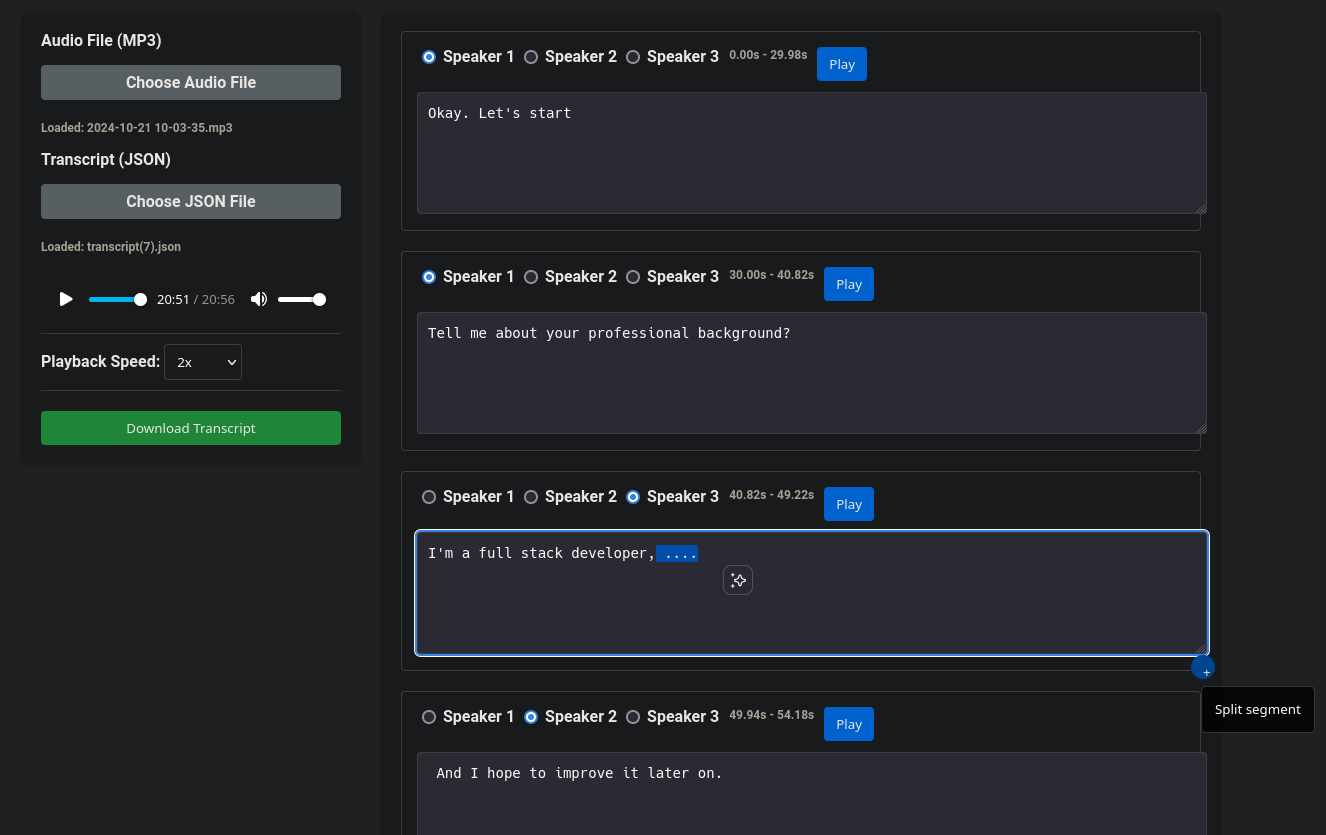 Audio File (MP3)
Choose Audio File
Loaded: 2024-10-21 10-03-35.mp3
Transcript (JSON)
Choose JSON File
Loaded: transcript(7).json
20:51 / 20:56
Playback Speed: 2x
Download Transcript
Speaker 1 Speaker 2 Speaker 3 0.00s - 29.98s Play
Okay. Let's start
Speaker 1 Speaker 2 Speaker 3 30.00s - 40.82s Play
Tell me about your professional background?
Speaker 1 Speaker 2 Speaker 3 40.82s - 49.22s Play
I'm a full stack developer, ....
+
Split segment
Speaker 1 Speaker 2 Speaker 3 49.94s - 54.18s Play
And I hope to improve it later on.